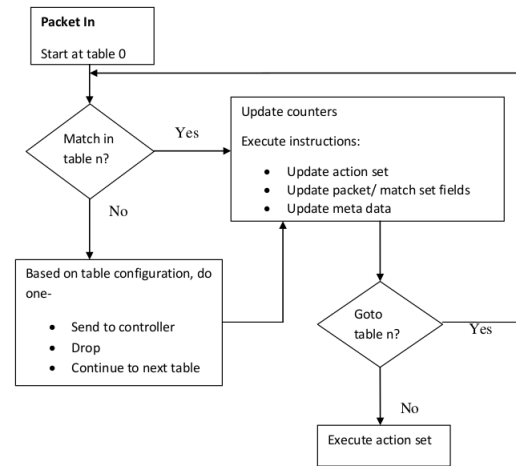 Packet In
Start at table 0
Match in
table n?
Yes
Update counters
Execute instructions:
• Update action set
• Update packet/ match set fields
• Update meta data
No
Based on table configuration, do
one-
• Send to controller
• Drop
• Continue to next table
Goto
table n?
Yes
No
Execute action set